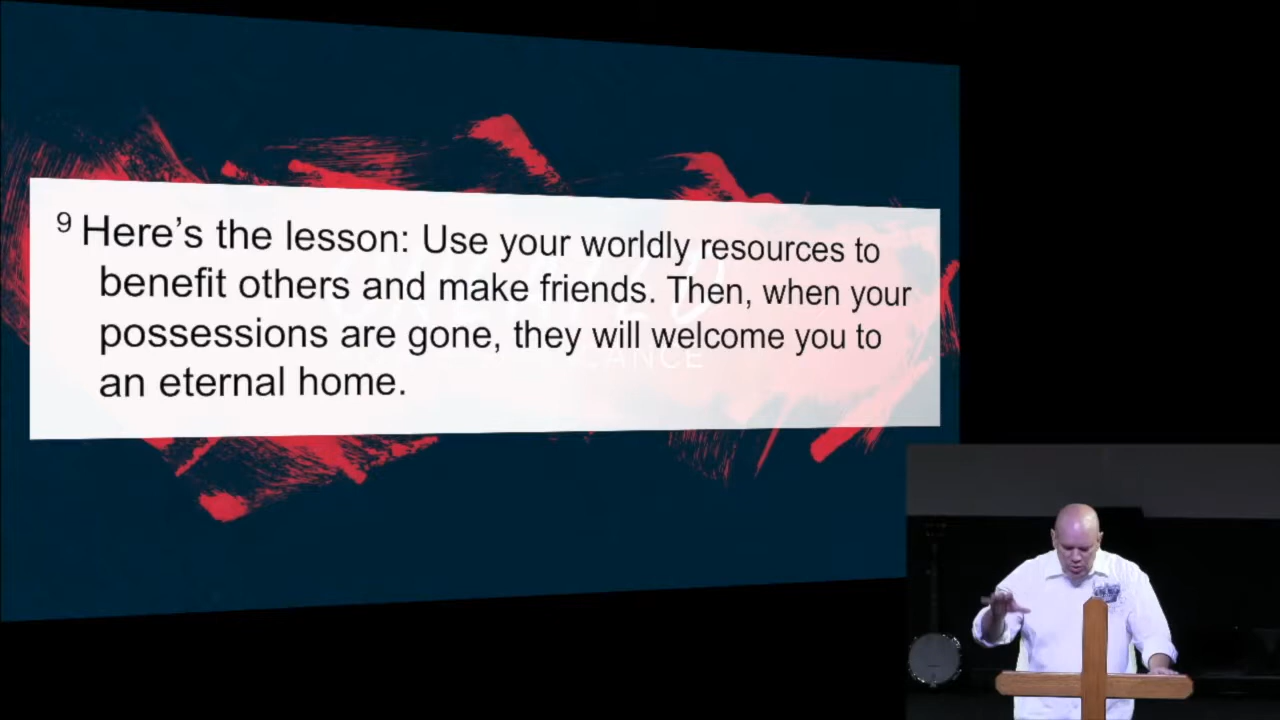 9 Here’s the lesson: Use your worldly resources to
benefit others and make friends. Then, when your
possessions are gone, they will welcome you to
an eternal home.